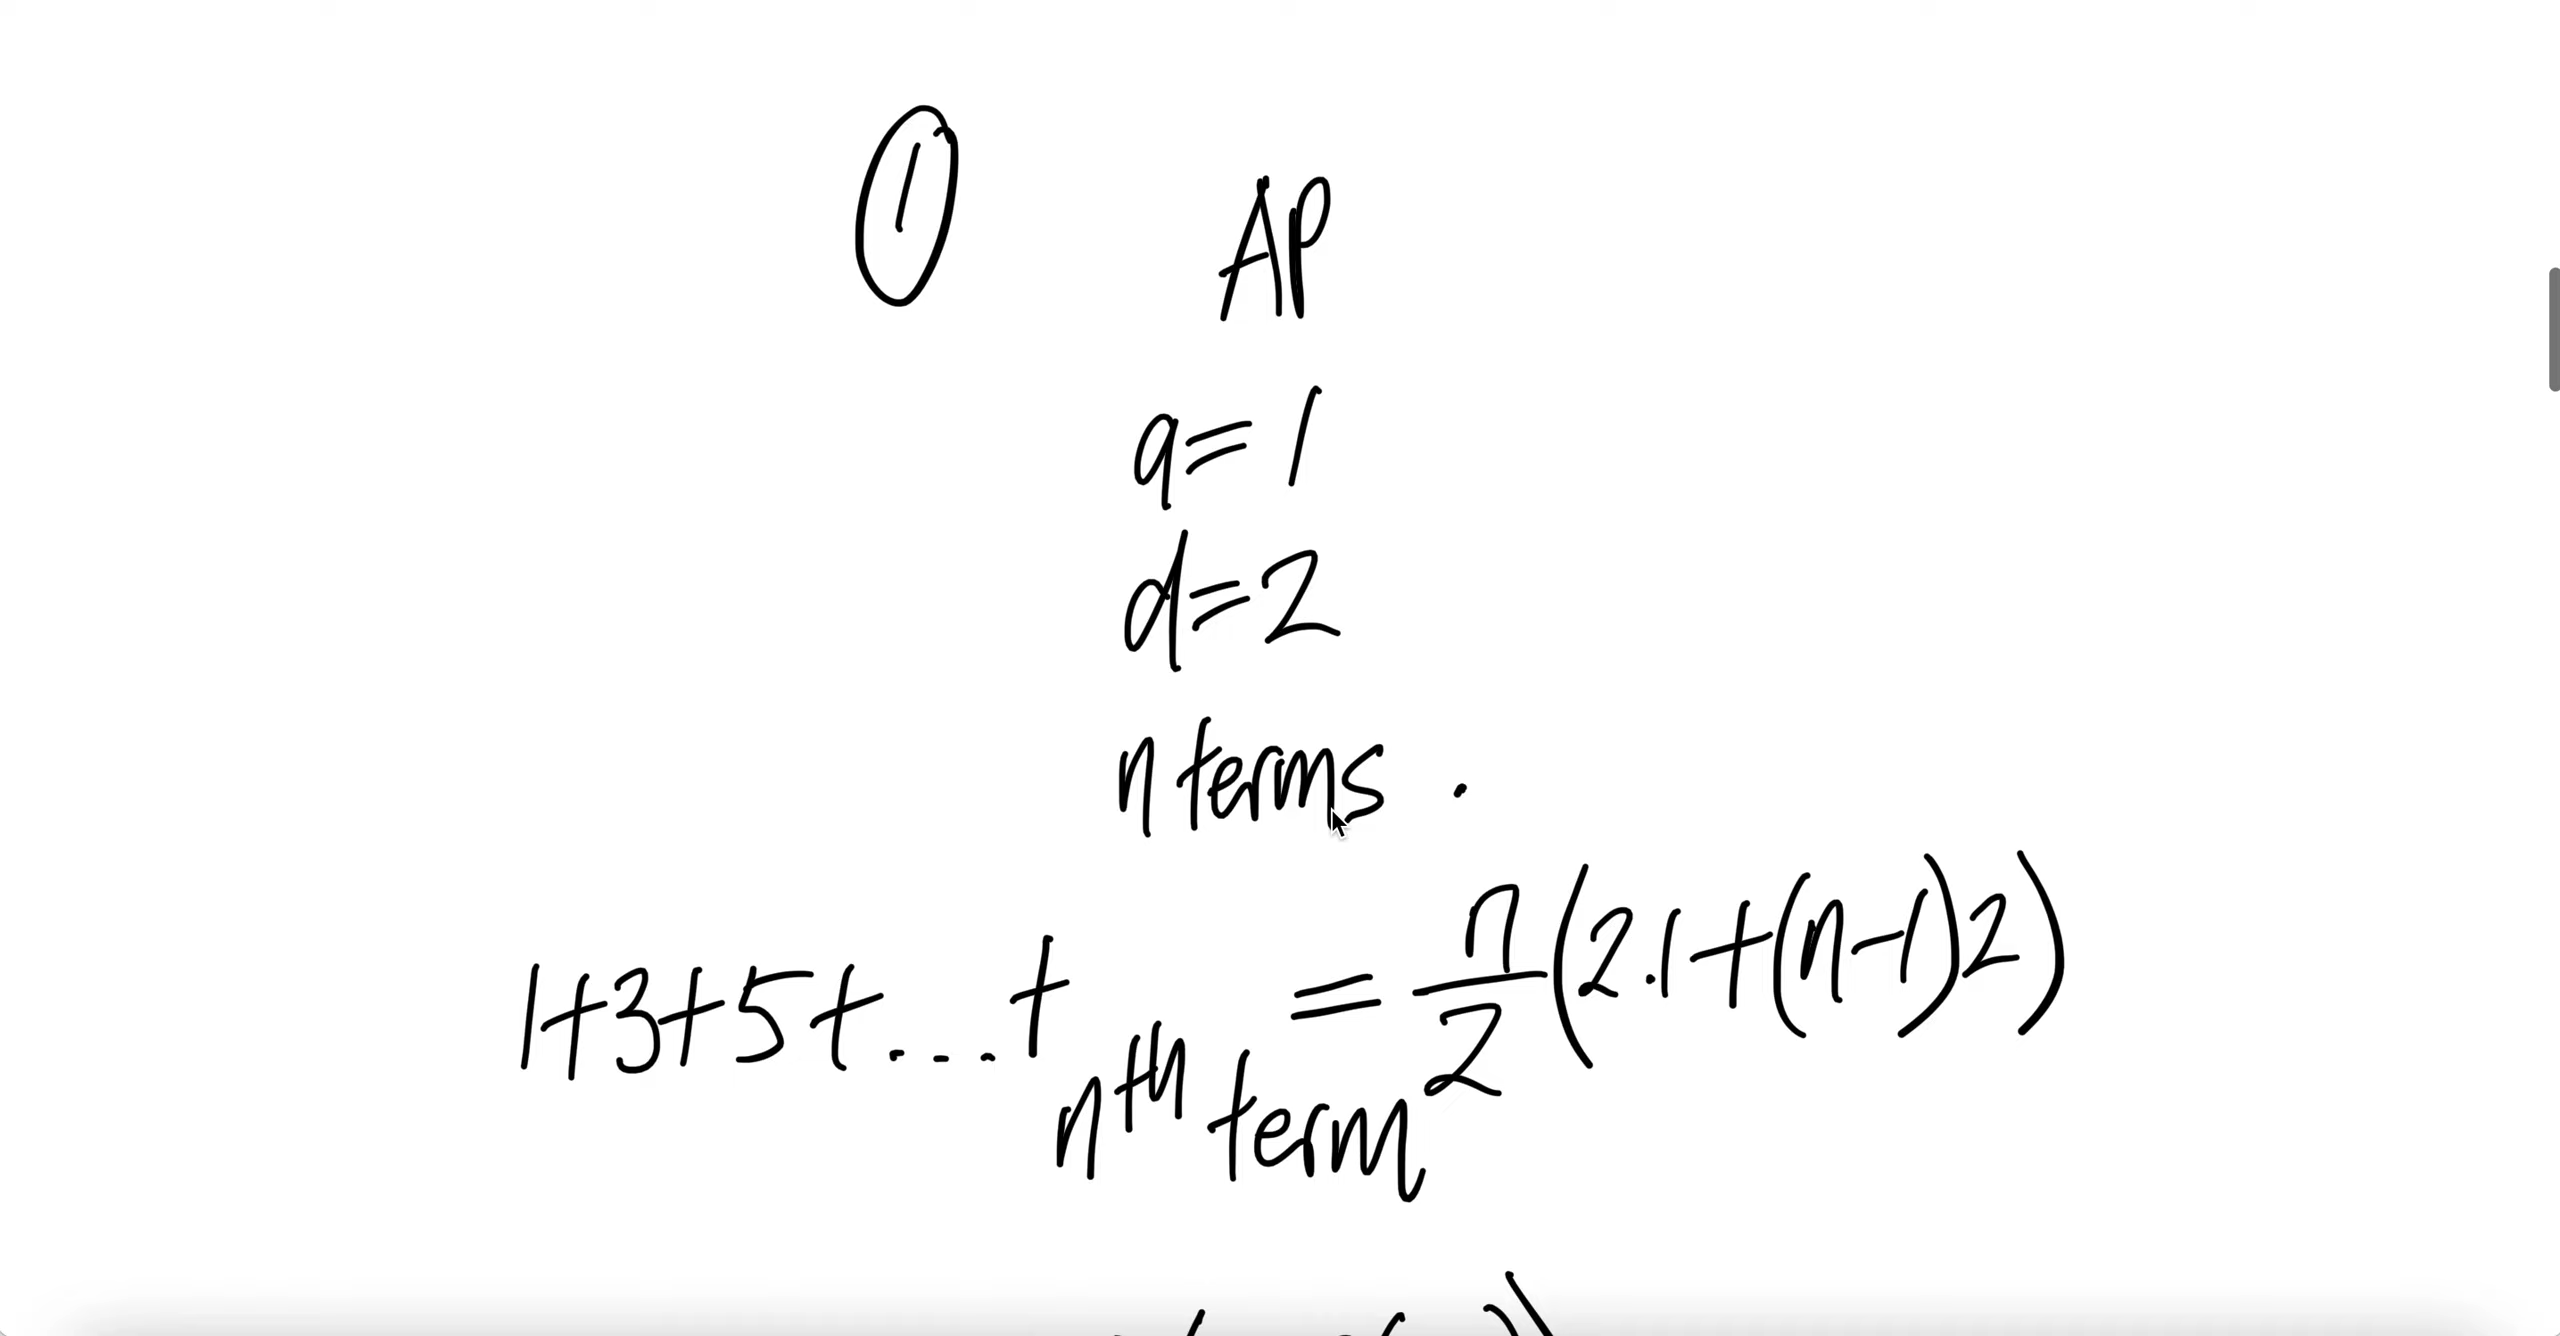 1
AP
a=1
d=2
n terms .
1+3+5+...+ nth term = n/2(2.1+(n-1)2)